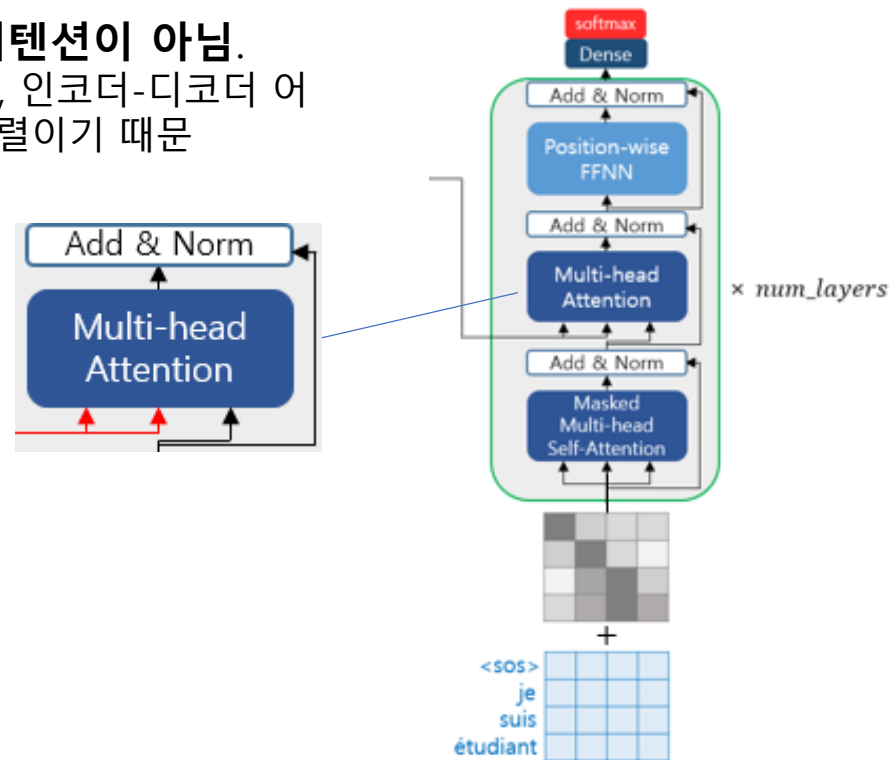 텐션이 아님.
, 인코더-디코더 어
렬이기 때문
Add & Norm
Multi-head
Attention
softmax
Dense
Add & Norm
Position-wise
FFNN
Add & Norm
Multi-head
Attention
× num_layers
Add & Norm
Masked
Multi-head
Self-Attention
+
<sos>
je
suis
étudiant